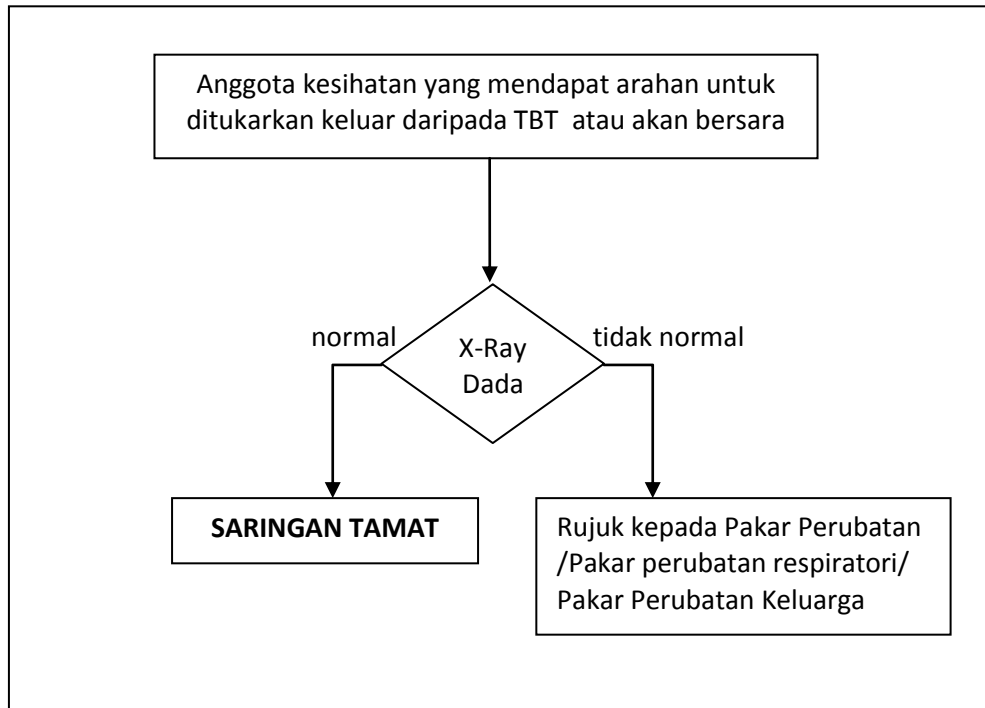 Anggota kesihatan yang mendapat arahan untuk
ditukarkan keluar daripada TBT atau akan bersara
normal
tidak normal
X-Ray
Dada
SARINGAN TAMAT
Rujuk kepada Pakar Perubatan
/Pakar perubatan respiratori/
Pakar Perubatan Keluarga